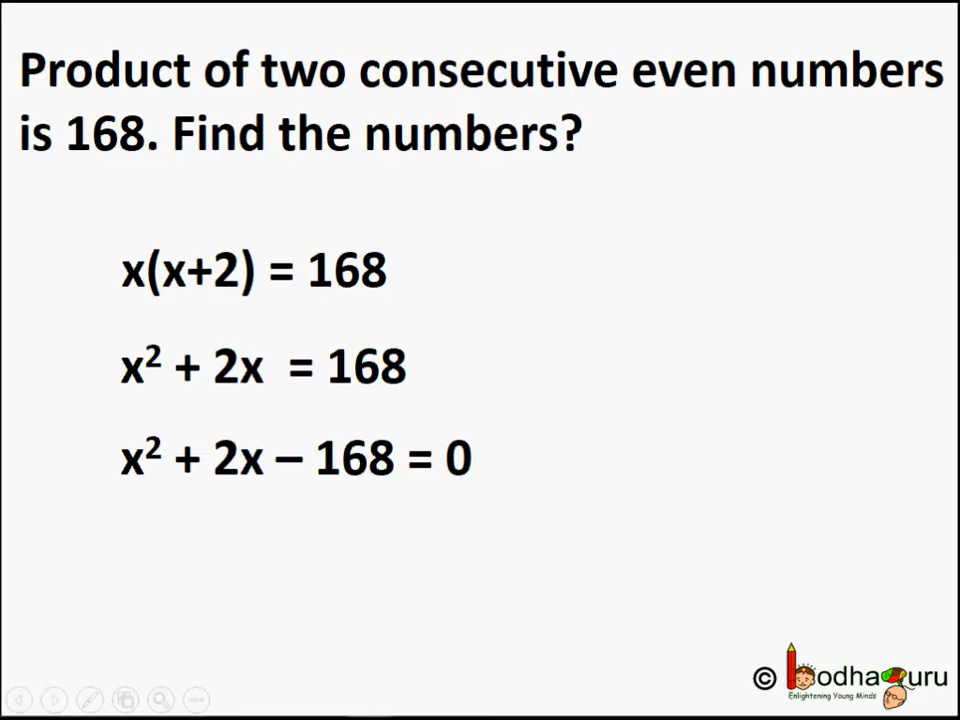 Product of two consecutive even numbers
is 168. Find the numbers?
x(x+2) = 168
x² + 2x = 168
x² + 2x – 168 = 0
© bodhaguru
Enlightening Young Minds